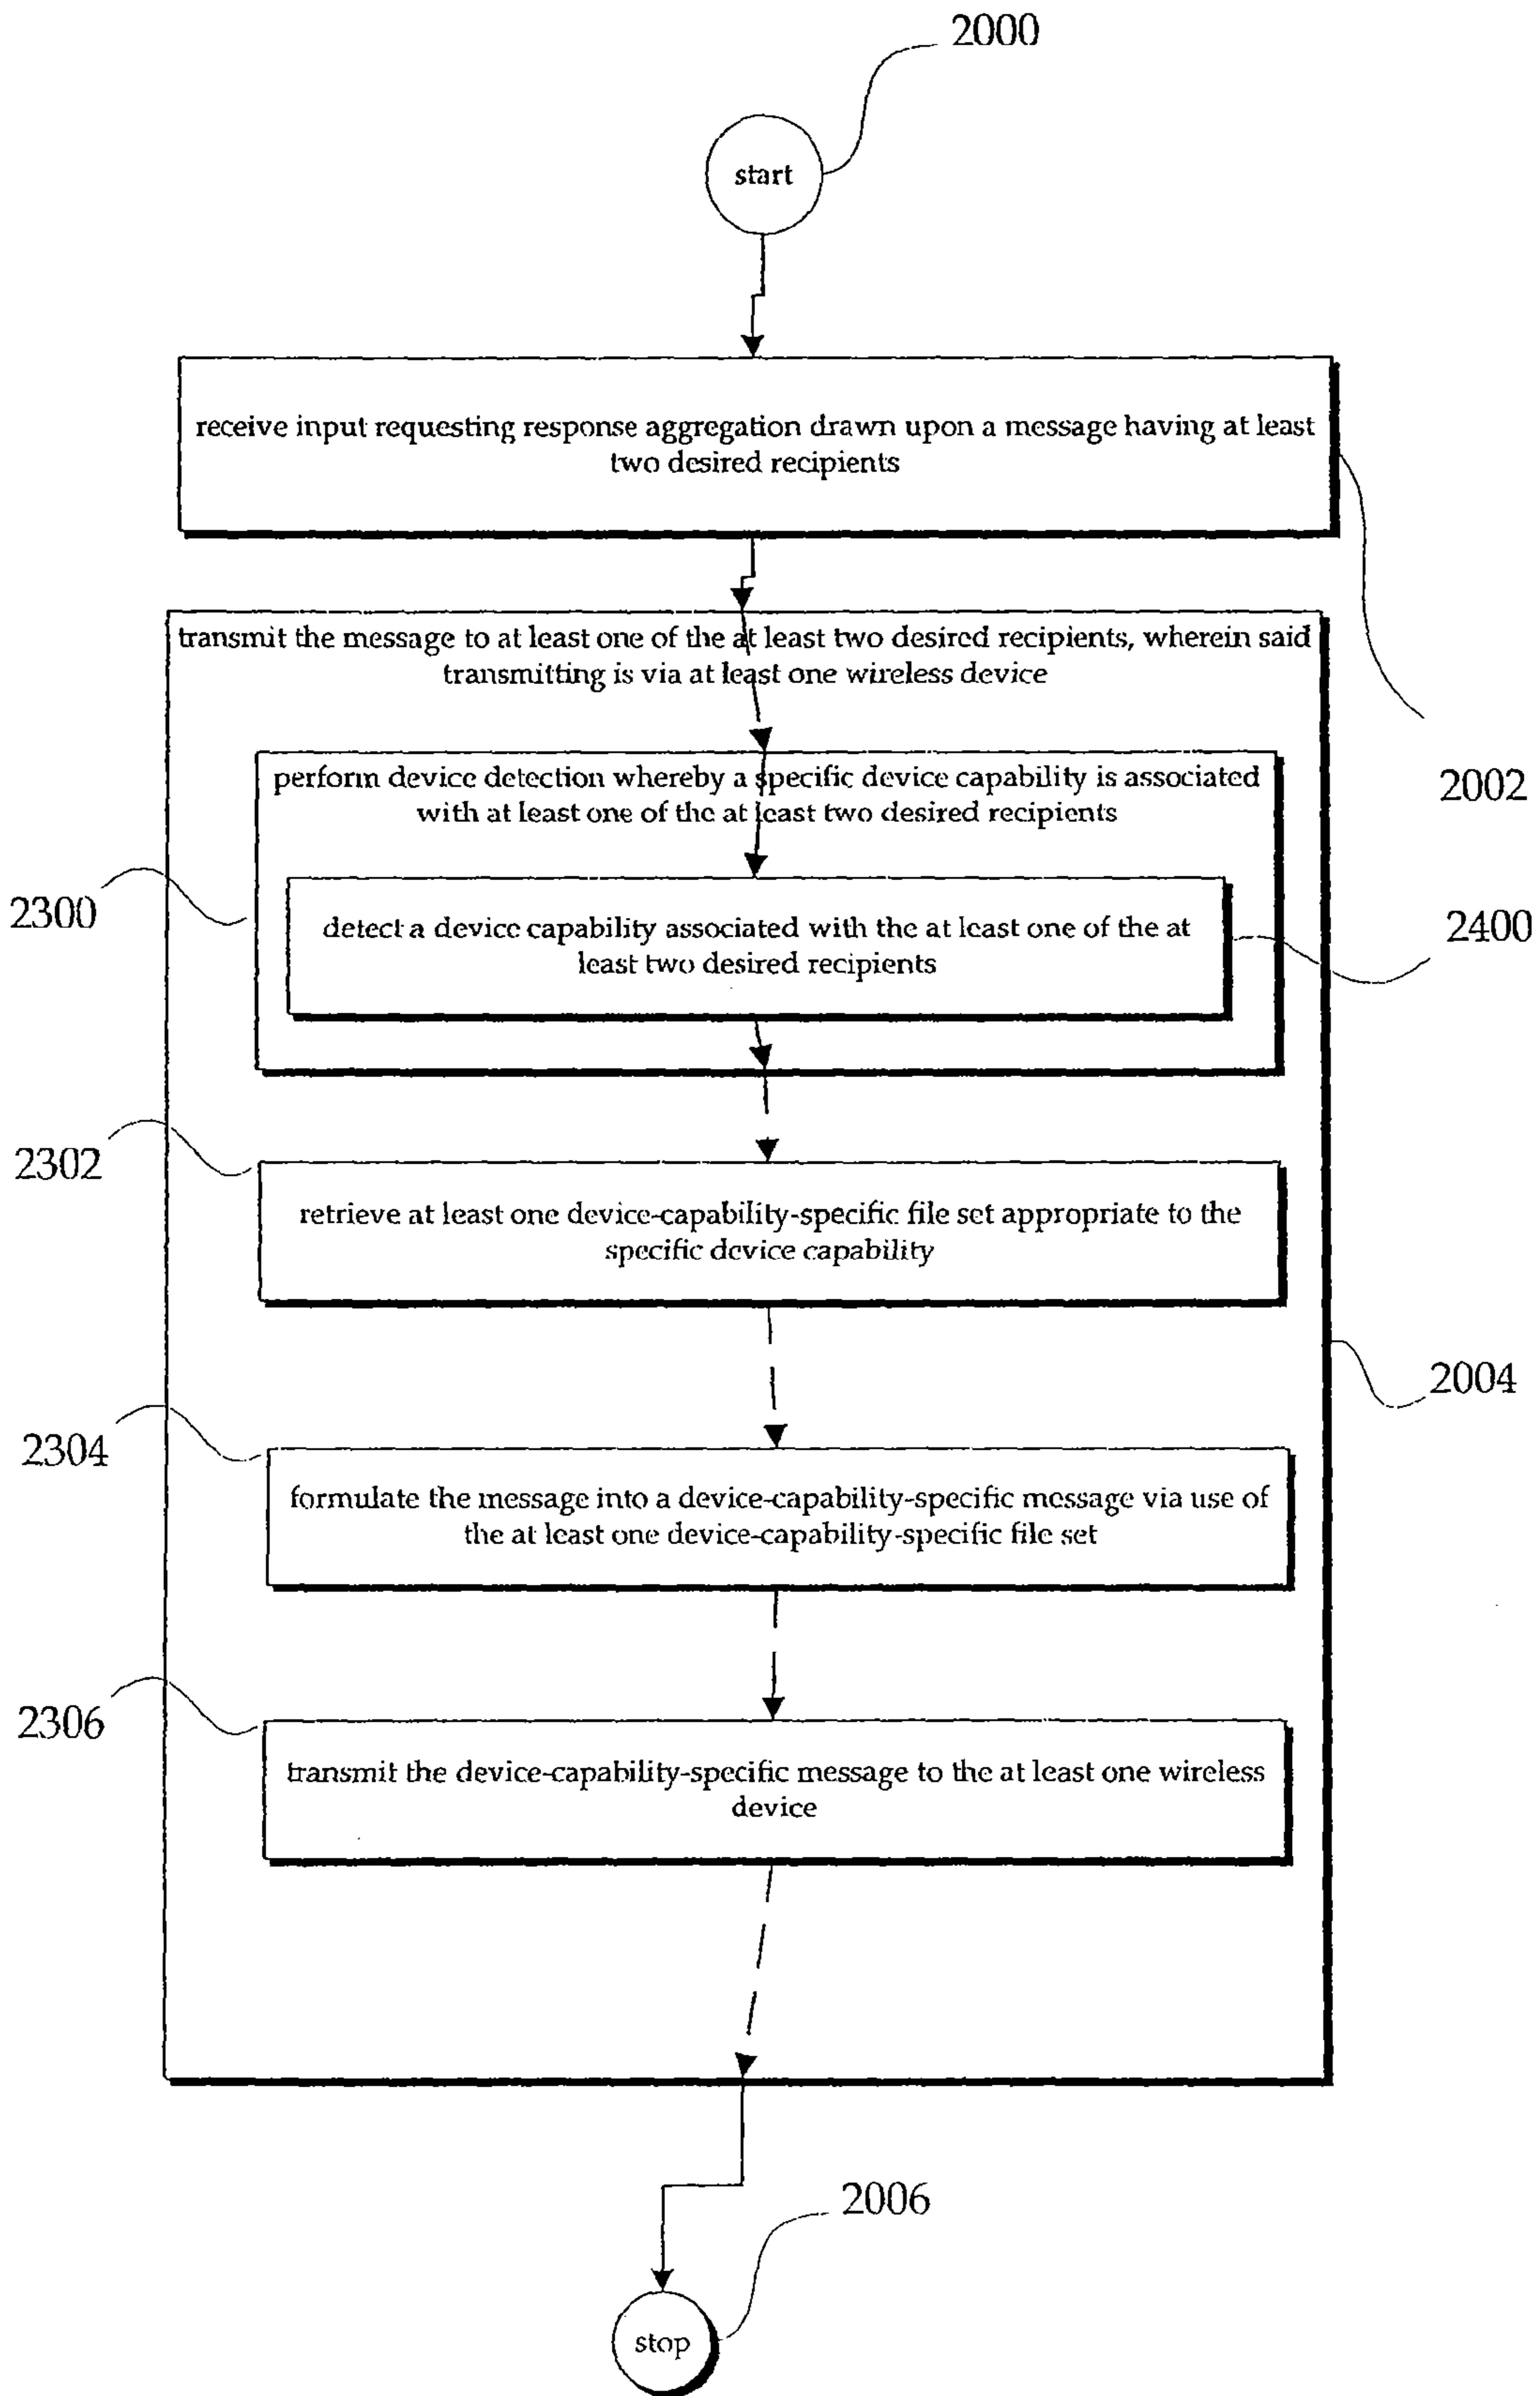 2000
start
receive input requesting response aggregation drawn upon a message having at least
two desired recipients
transmit the message to at least one of the at least two desired recipients, wherein said
transmitting is via at least one wireless device
2002
perform device detection whereby a specific device capability is associated
with at least one of the at least two desired recipients
2300
detect a device capability associated with the at least one of the at
least two desired recipients
2400
2302
retrieve at least one device-capability-specific file set appropriate to the
specific device capability
2004
2304
formulate the message into a device-capability-specific message via use of
the at least one device-capability-specific file set
2306
transmit the device-capability-specific message to the at least one wireless
device
2006
stop